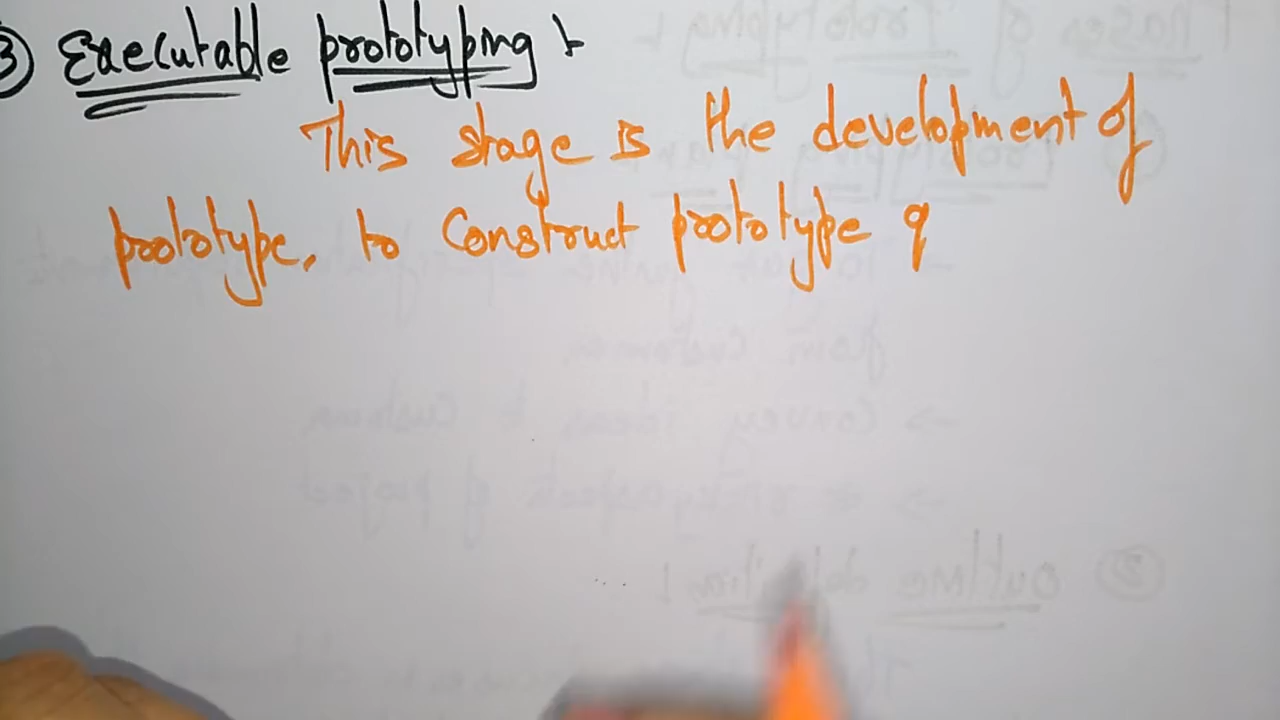 3) Executable prototyping :-
This stage is the development of
prototype, to construct prototype q